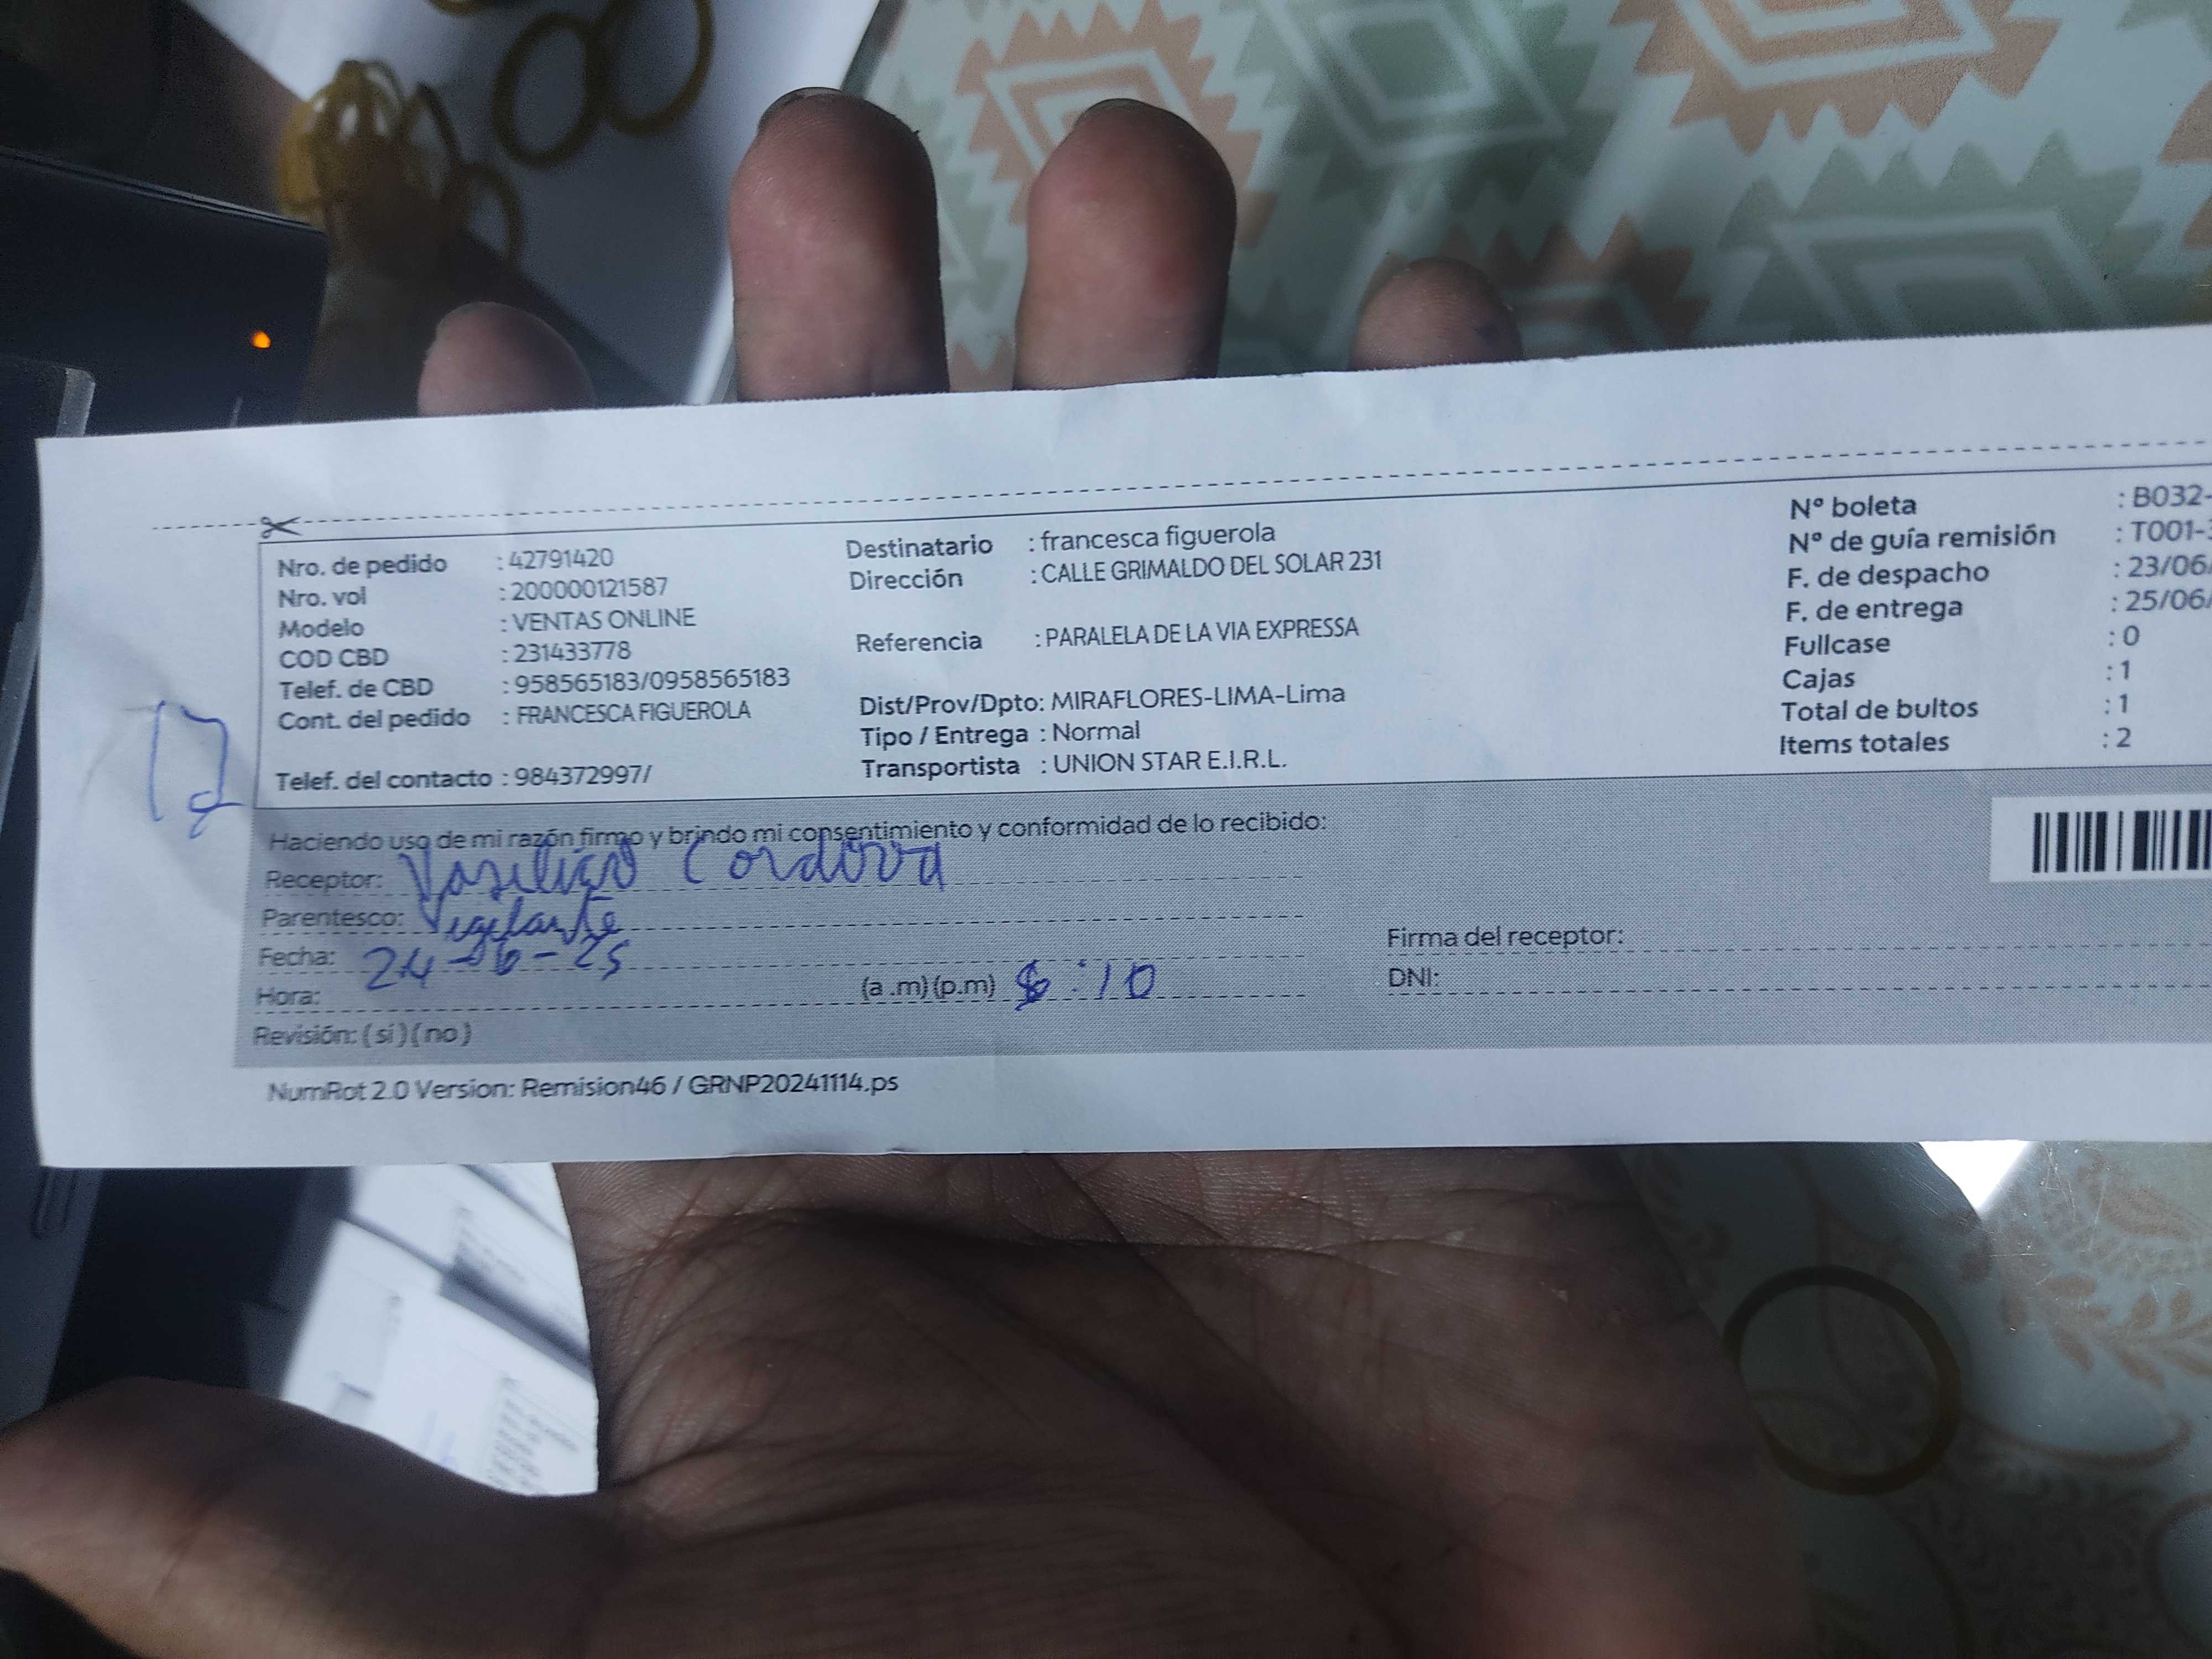 Nro. de pedido : 42791420
Nro. vol : 200000121587
Modelo : VENTAS ONLINE
COD CBD : 231433778
Telef. de CBD : 958565183/0958565183
Cont. del pedido : FRANCESCA FIGUEROLA
Telef. del contacto : 984372997/
Destinatario : francesca figuerola
Dirección : CALLE GRIMALDO DEL SOLAR 231
Referencia : PARALELA DE LA VIA EXPRESSA
Dist/Prov/Dpto: MIRAFLORES-LIMA-Lima
Tipo / Entrega : Normal
Transportista : UNION STAR E.I.R.L.
Nº boleta : B032-
Nº de guía remisión : T001-
F. de despacho : 23/06/
F. de entrega : 25/06/
Fullcase : 0
Cajas : 1
Total de bultos : 1
Items totales : 2
Haciendo uso de mi razón firmo y brindo mi consentimiento y conformidad de lo recibido:
Receptor: Cordova
Parentesco: Vigilante
Fecha: 24-06-25
Hora: (a .m)(p.m) :10
Revisión: (si)(no)
Firma del receptor:
DNI:
NumRot 2.0 Version: Remision46 / GRNP20241114.ps